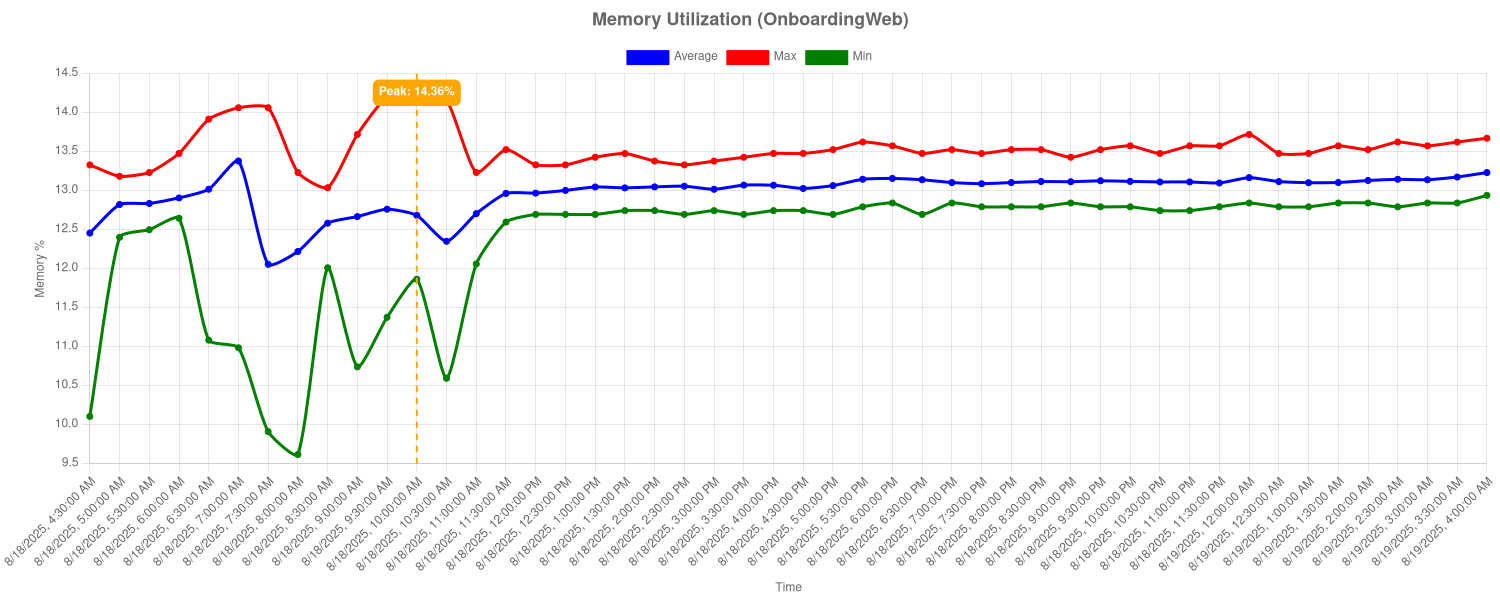 Memory Utilization (OnboardingWeb)
Average Max Min
Peak: 14.36%
14.5
14.0
13.5
13.0
12.5
12.0
11.5
11.0
10.5
10.0
9.5
Memory %
8/18/2025, 4:30:00 AM
8/18/2025, 5:00:00 AM
8/18/2025, 5:30:00 AM
8/18/2025, 6:00:00 AM
8/18/2025, 6:30:00 AM
8/18/2025, 7:00:00 AM
8/18/2025, 7:30:00 AM
8/18/2025, 8:00:00 AM
8/18/2025, 8:30:00 AM
8/18/2025, 9:00:00 AM
8/18/2025, 9:30:00 AM
8/18/2025, 10:00:00 AM
8/18/2025, 10:30:00 AM
8/18/2025, 11:00:00 AM
8/18/2025, 11:30:00 AM
8/18/2025, 12:00:00 PM
8/18/2025, 12:30:00 PM
8/18/2025, 1:00:00 PM
8/18/2025, 1:30:00 PM
8/18/2025, 2:00:00 PM
8/18/2025, 2:30:00 PM
8/18/2025, 3:00:00 PM
8/18/2025, 3:30:00 PM
8/18/2025, 4:00:00 PM
8/18/2025, 4:30:00 PM
8/18/2025, 5:00:00 PM
8/18/2025, 5:30:00 PM
8/18/2025, 6:00:00 PM
8/18/2025, 6:30:00 PM
8/18/2025, 7:00:00 PM
8/18/2025, 7:30:00 PM
8/18/2025, 8:00:00 PM
8/18/2025, 8:30:00 PM
8/18/2025, 9:00:00 PM
8/18/2025, 9:30:00 PM
8/18/2025, 10:00:00 PM
8/18/2025, 10:30:00 PM
8/18/2025, 11:00:00 PM
8/18/2025, 11:30:00 PM
8/19/2025, 12:00:00 AM
8/19/2025, 12:30:00 AM
8/19/2025, 1:00:00 AM
8/19/2025, 1:30:00 AM
8/19/2025, 2:00:00 AM
8/19/2025, 2:30:00 AM
8/19/2025, 3:00:00 AM
8/19/2025, 3:30:00 AM
8/19/2025, 4:00:00 AM
Time